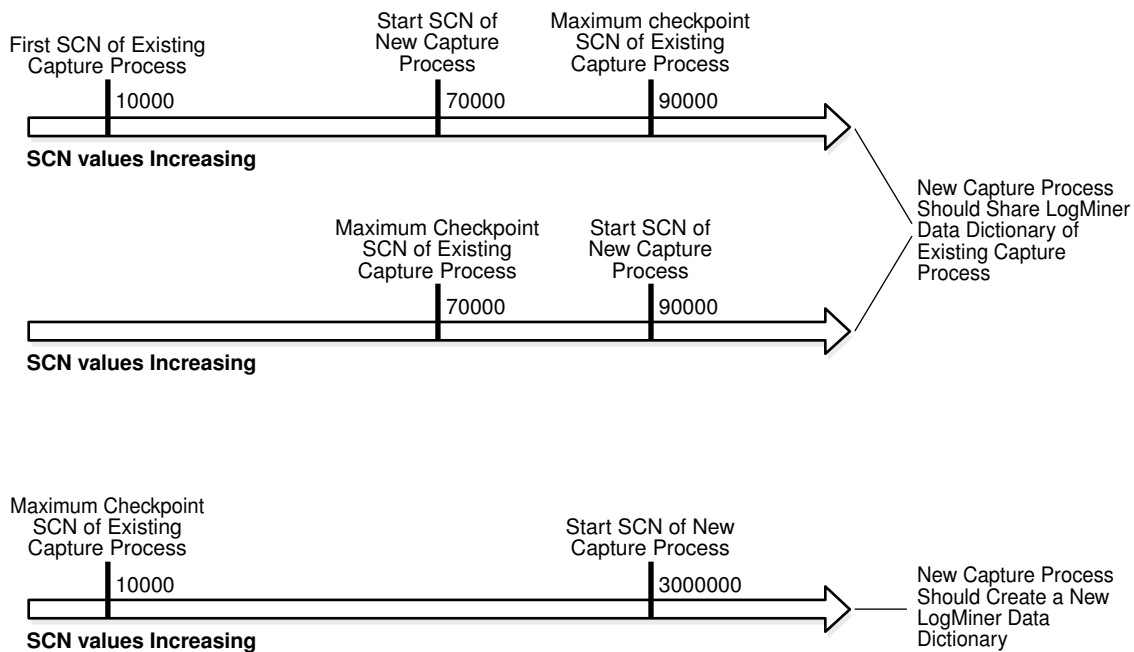 First SCN of Existing
Capture Process
Start SCN of
New Capture
Process
Maximum checkpoint
SCN of Existing
Capture Process
10000
70000
90000
SCN values Increasing
New Capture Process
Should Share LogMiner
Data Dictionary of
Existing Capture
Process
Maximum Checkpoint
SCN of Existing
Capture Process
Start SCN of
New Capture
Process
70000
90000
SCN values Increasing
Maximum Checkpoint
SCN of Existing
Capture Process
Start SCN of New
Capture Process
10000
3000000
SCN values Increasing
New Capture Process
Should Create a New
LogMiner Data
Dictionary